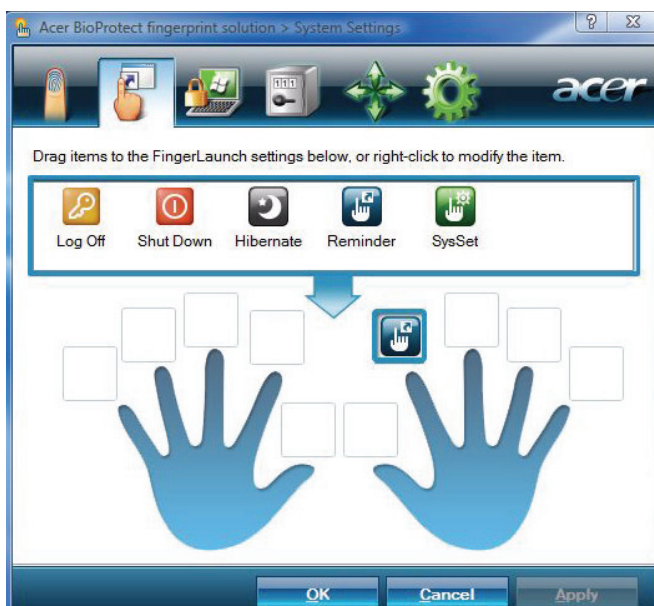 Acer BioProtect fingerprint solution > System Settings
acer
Drag items to the FingerLaunch settings below, or right-click to modify the item.
Log Off Shut Down Hibernate Reminder SysSet
OK Cancel Apply